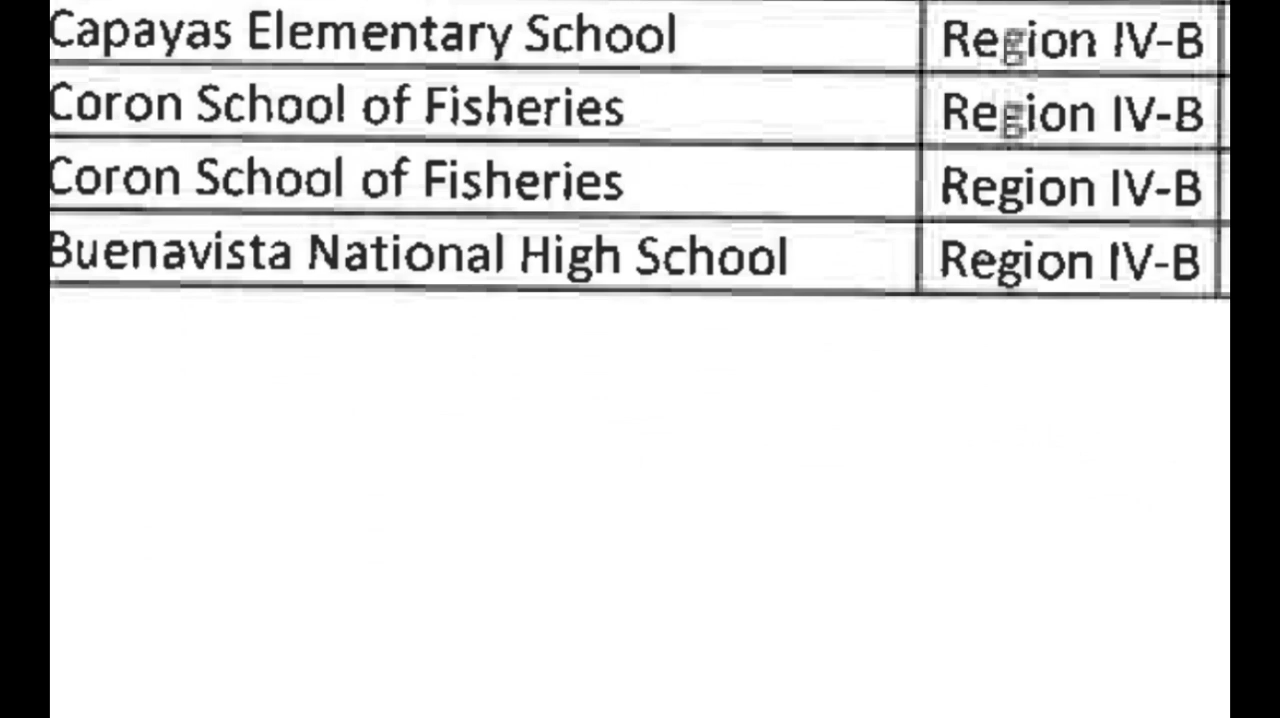 Capayas Elementary School Region IV-B
Coron School of Fisheries Region IV-B
Coron School of Fisheries Region IV-B
Buenavista National High School Region IV-B